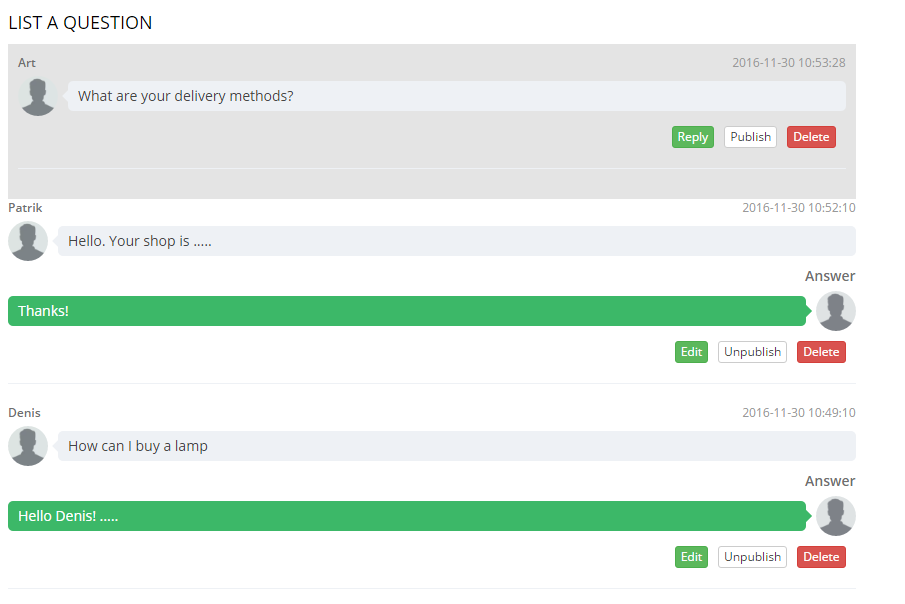 LIST A QUESTION
Art 2016-11-30 10:53:28
What are your delivery methods?
Reply Publish Delete
Patrik 2016-11-30 10:52:10
Hello. Your shop is .....
Answer
Thanks!
Edit Unpublish Delete
Denis 2016-11-30 10:49:10
How can I buy a lamp
Answer
Hello Denis! .....
Edit Unpublish Delete